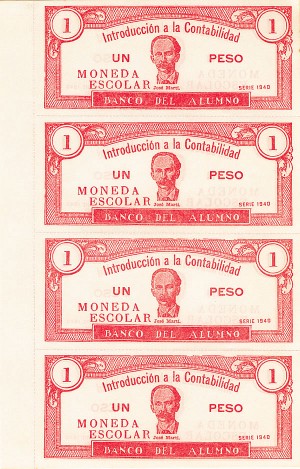 1 Introducción a la Contabilidad 1
UN PESO
MONEDA
ESCOLAR José Martí. SERIE 1940
BANCO DEL ALUMNO
1 Introducción a la Contabilidad 1
UN PESO
MONEDA
ESCOLAR José Martí. SERIE 1940
BANCO DEL ALUMNO
1 Introducción a la Contabilidad 1
UN PESO
MONEDA
ESCOLAR José Martí. SERIE 1940
BANCO DEL ALUMNO
1 Introducción a la Contabilidad 1
UN PESO
MONEDA
ESCOLAR José Martí. SERIE 1940
BANCO DEL ALUMNO